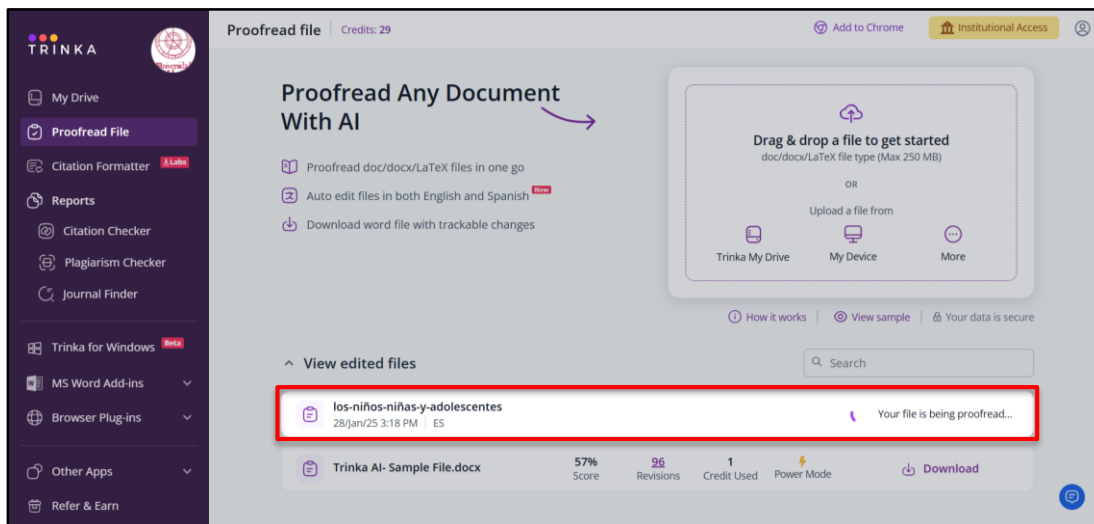 TRINKA
My Drive
Proofread File
Citation Formatter Labs
Reports
Citation Checker
Plagiarism Checker
Journal Finder
Trinka for Windows Beta
MS Word Add-ins
Browser Plug-ins
Other Apps
Refer & Earn
Proofread file Credits: 29
Add to Chrome
Institutional Access
Proofread Any Document
With AI
Proofread doc/docx/LaTeX files in one go
Auto edit files in both English and Spanish New
Download word file with trackable changes
Drag & drop a file to get started
doc/docx/LaTeX file type (Max 250 MB)
OR
Upload a file from
Trinka My Drive My Device More
How it works View sample Your data is secure
View edited files
Search
los-niños-niñas-y-adolescentes
28/Jan/25 3:18 PM ES
Your file is being proofread...
Trinka AI- Sample File.docx
57%
Score
96
Revisions
1
Credit Used
Power Mode
Download